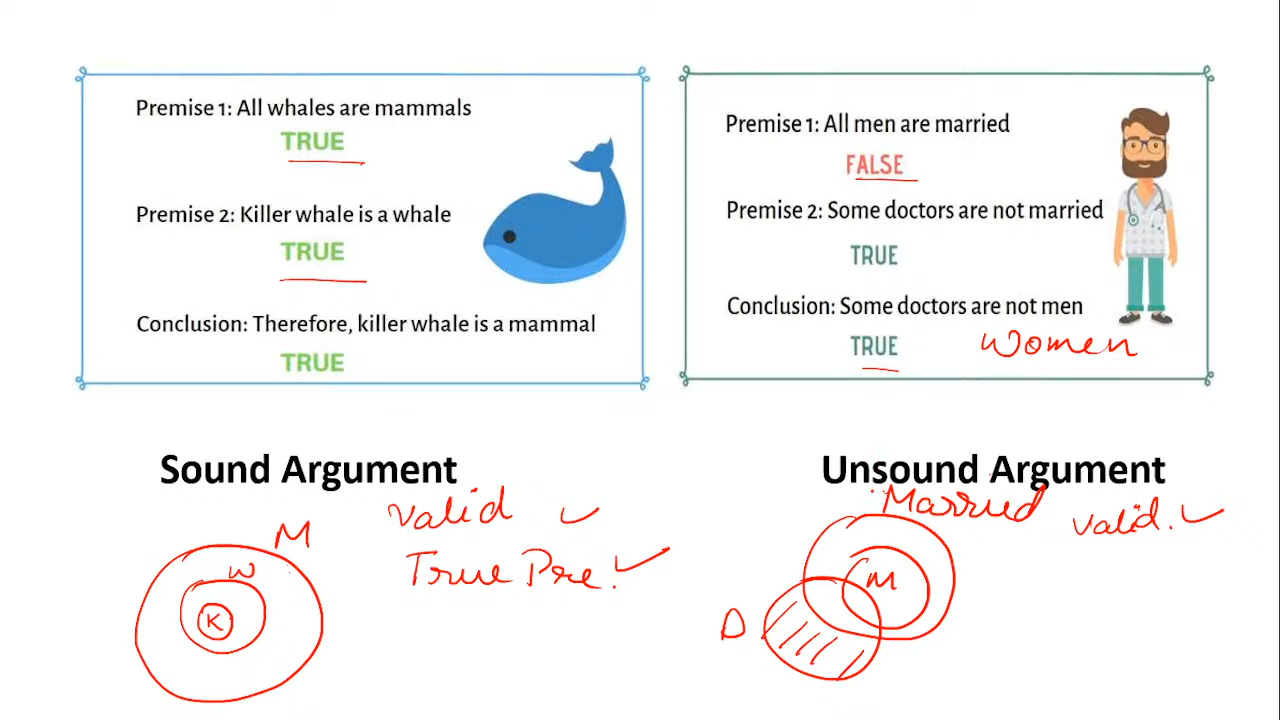 Premise 1: All whales are mammals
TRUE
Premise 2: Killer whale is a whale
TRUE
Conclusion: Therefore, killer whale is a mammal
TRUE
Premise 1: All men are married
FALSE
Premise 2: Some doctors are not married
TRUE
Conclusion: Some doctors are not men
TRUE
Women
Sound Argument
Valid
True Pre.
M
W
K
Unsound Argument
Married
Valid.
M
D